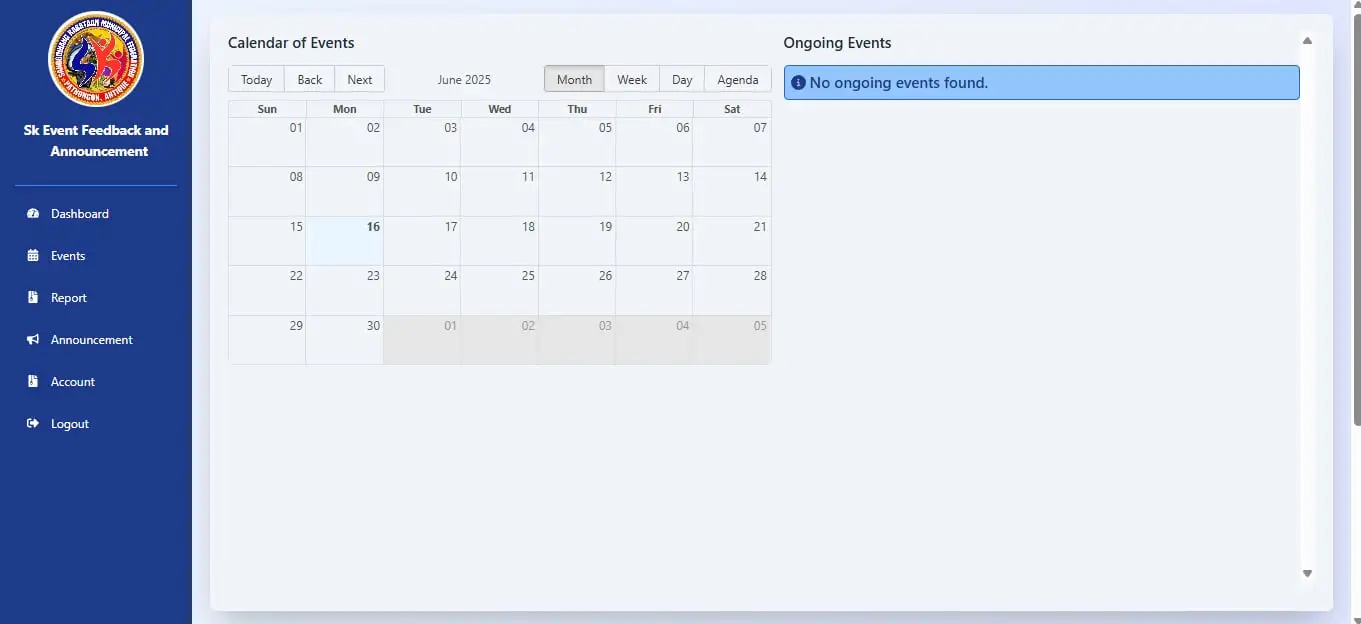 Sk Event Feedback and
Announcement
Dashboard
Events
Report
Announcement
Account
Logout
Calendar of Events
Today Back Next June 2025 Month Week Day Agenda
Sun Mon Tue Wed Thu Fri Sat
01 02 03 04 05 06 07
08 09 10 11 12 13 14
15 16 17 18 19 20 21
22 23 24 25 26 27 28
29 30 01 02 03 04 05
Ongoing Events
No ongoing events found.